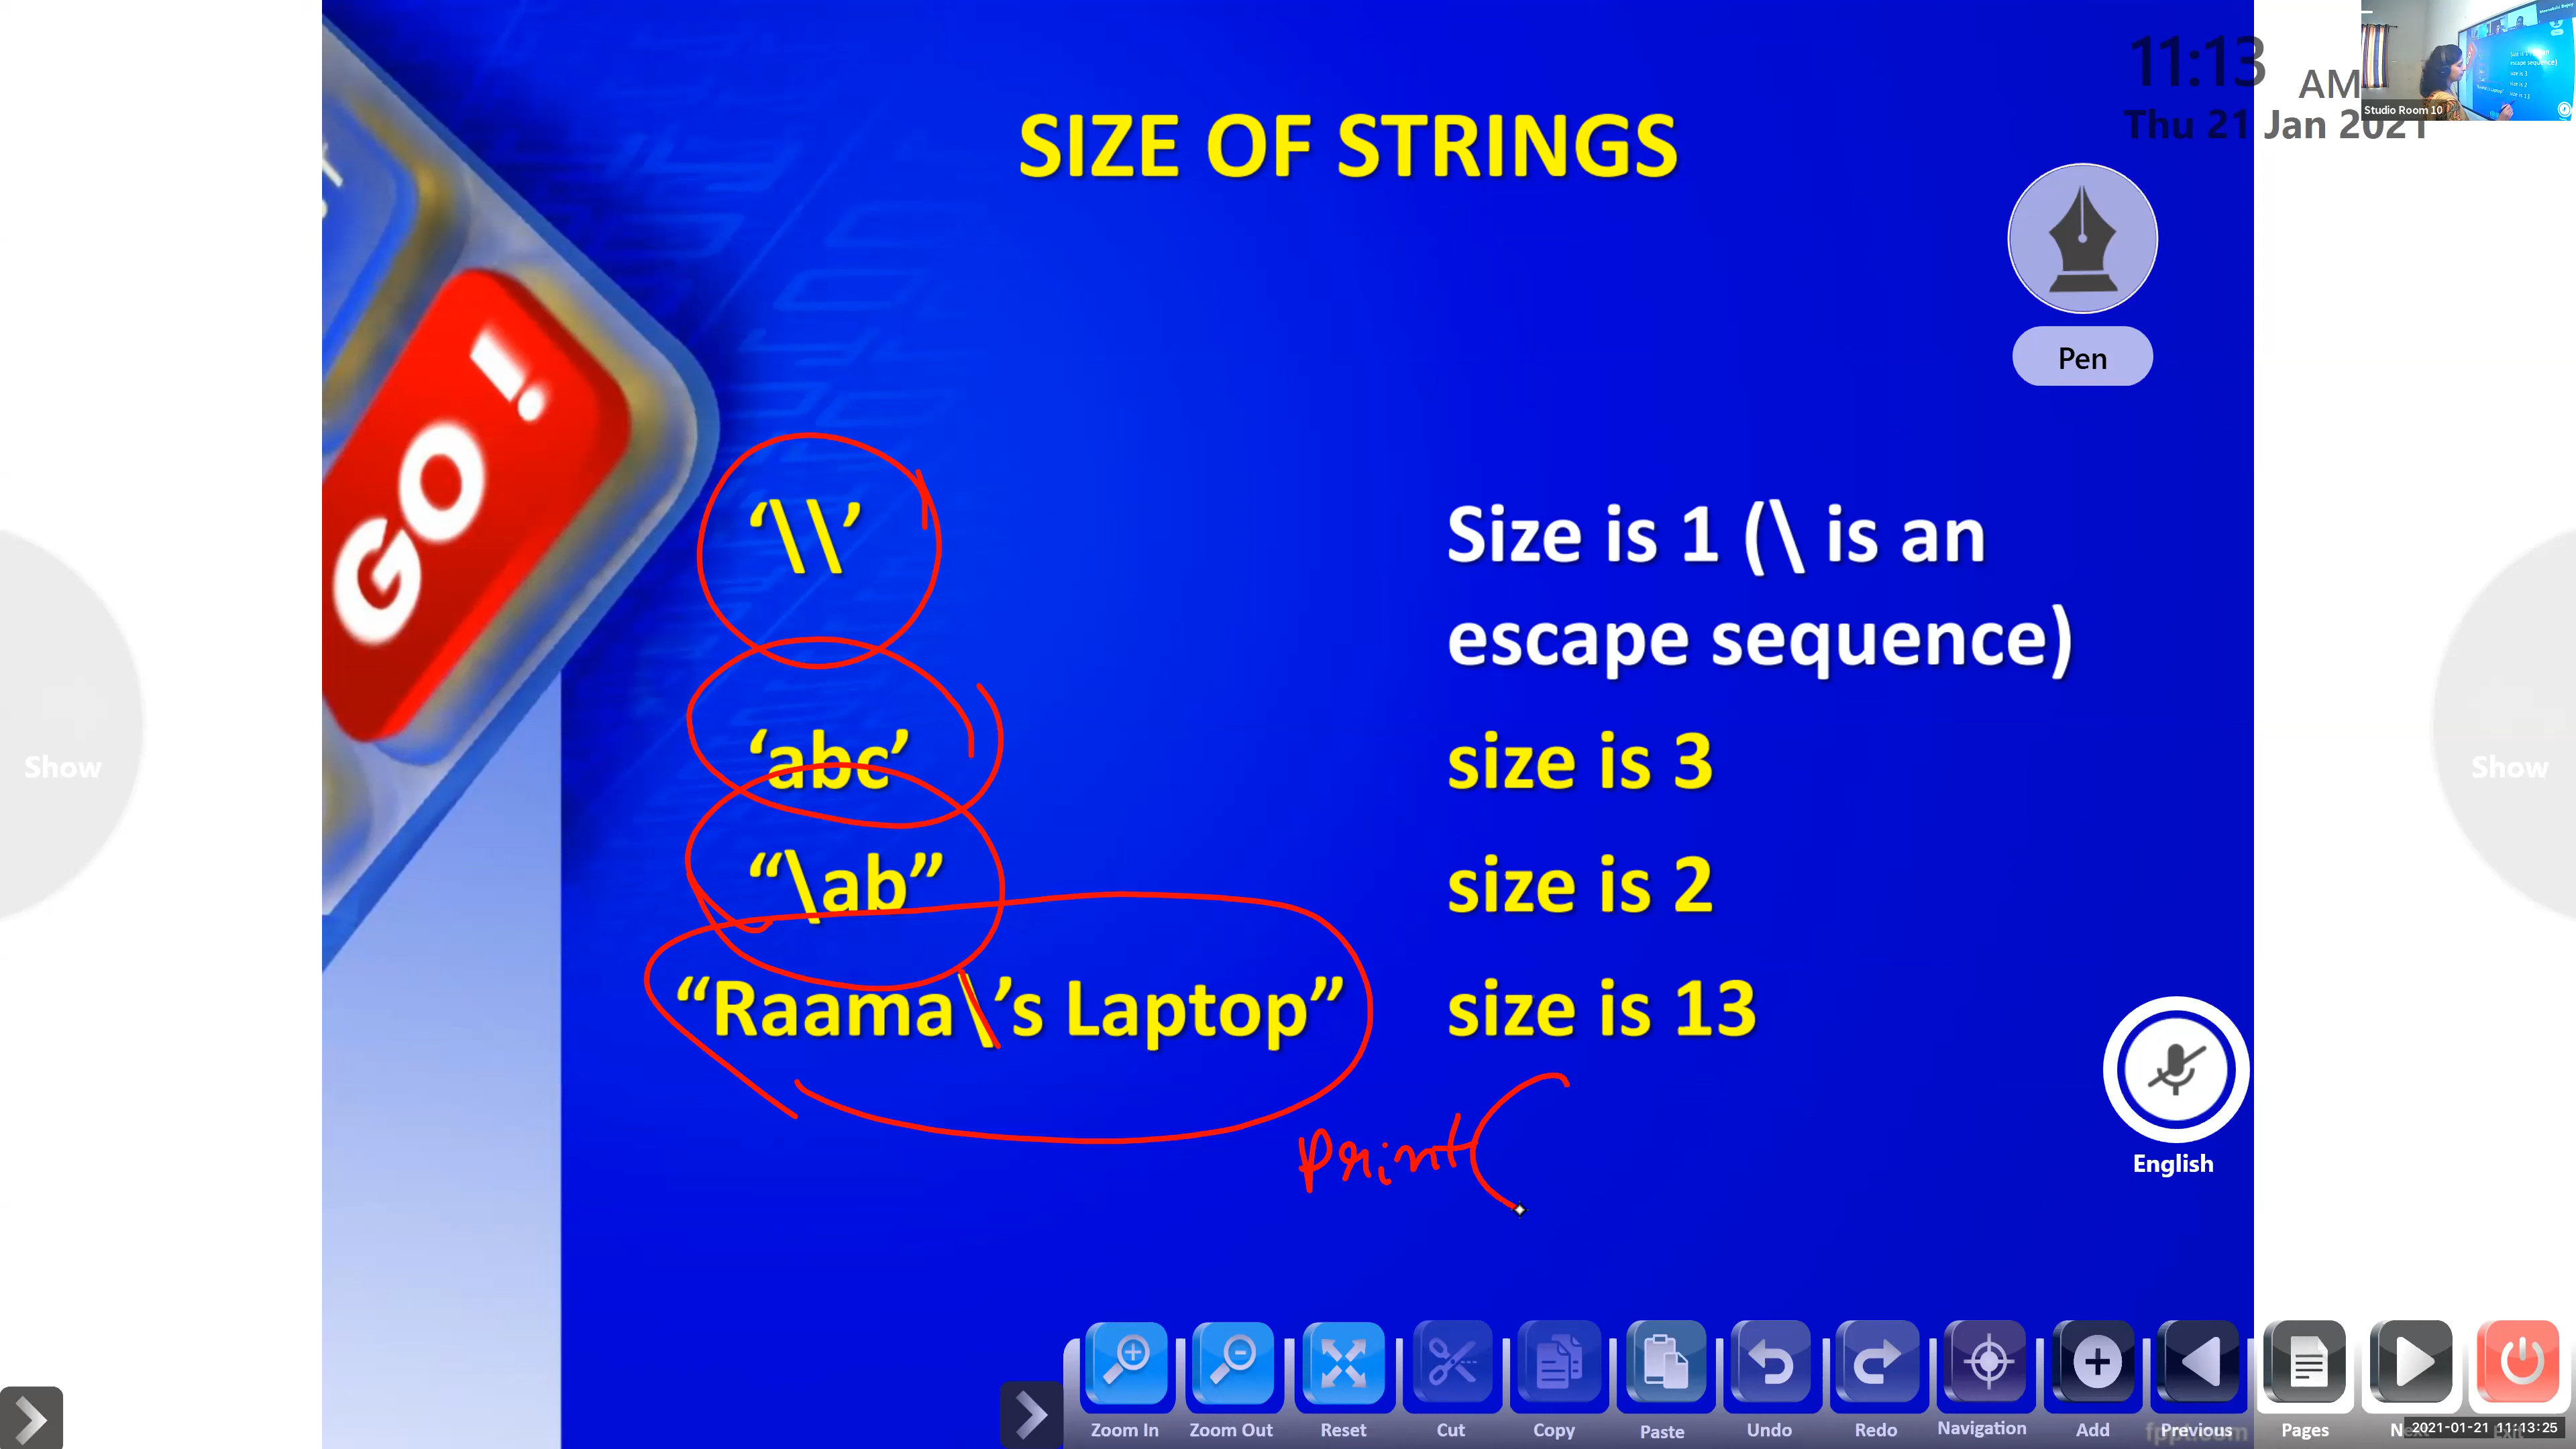 11:13 AM
Thu 21 Jan 2021
Studio Room 10
SIZE OF STRINGS
GO !
Pen
‘\\’ Size is 1 (\ is an
escape sequence)
‘abc’ size is 3
“\ab” size is 2
“Raama\’s Laptop” size is 13
print(
Show
Show
English
Zoom In Zoom Out Reset Cut Copy Paste Undo Redo Navigation Add Previous Pages
2021-01-21 11:13:25